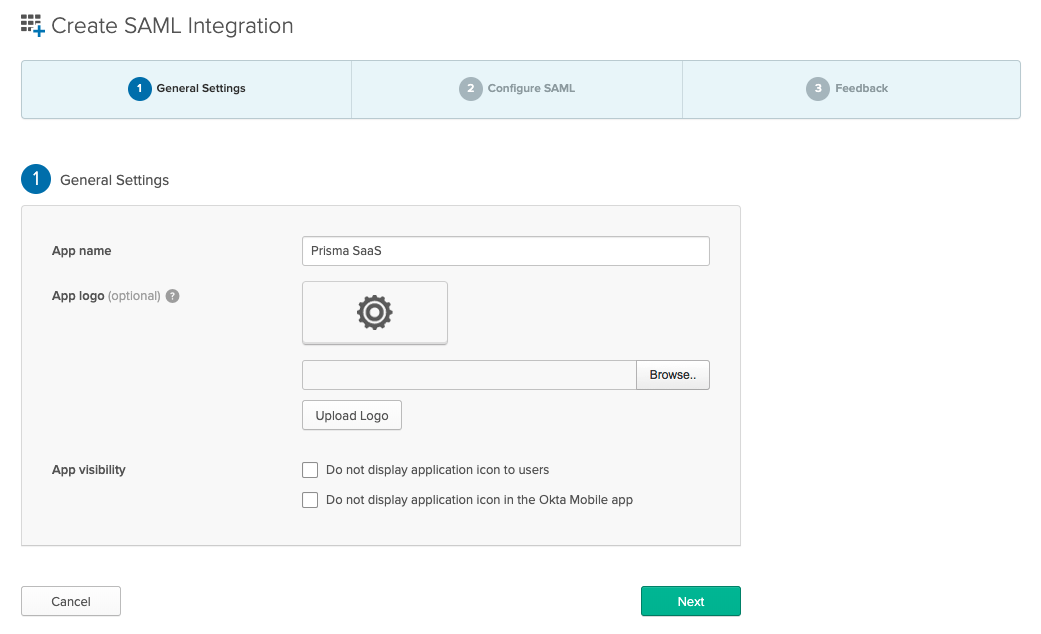 Create SAML Integration
1 General Settings
2 Configure SAML
3 Feedback
1 General Settings
App name
Prisma SaaS
App logo (optional) ?
Browse..
Upload Logo
App visibility
Do not display application icon to users
Do not display application icon in the Okta Mobile app
Cancel
Next